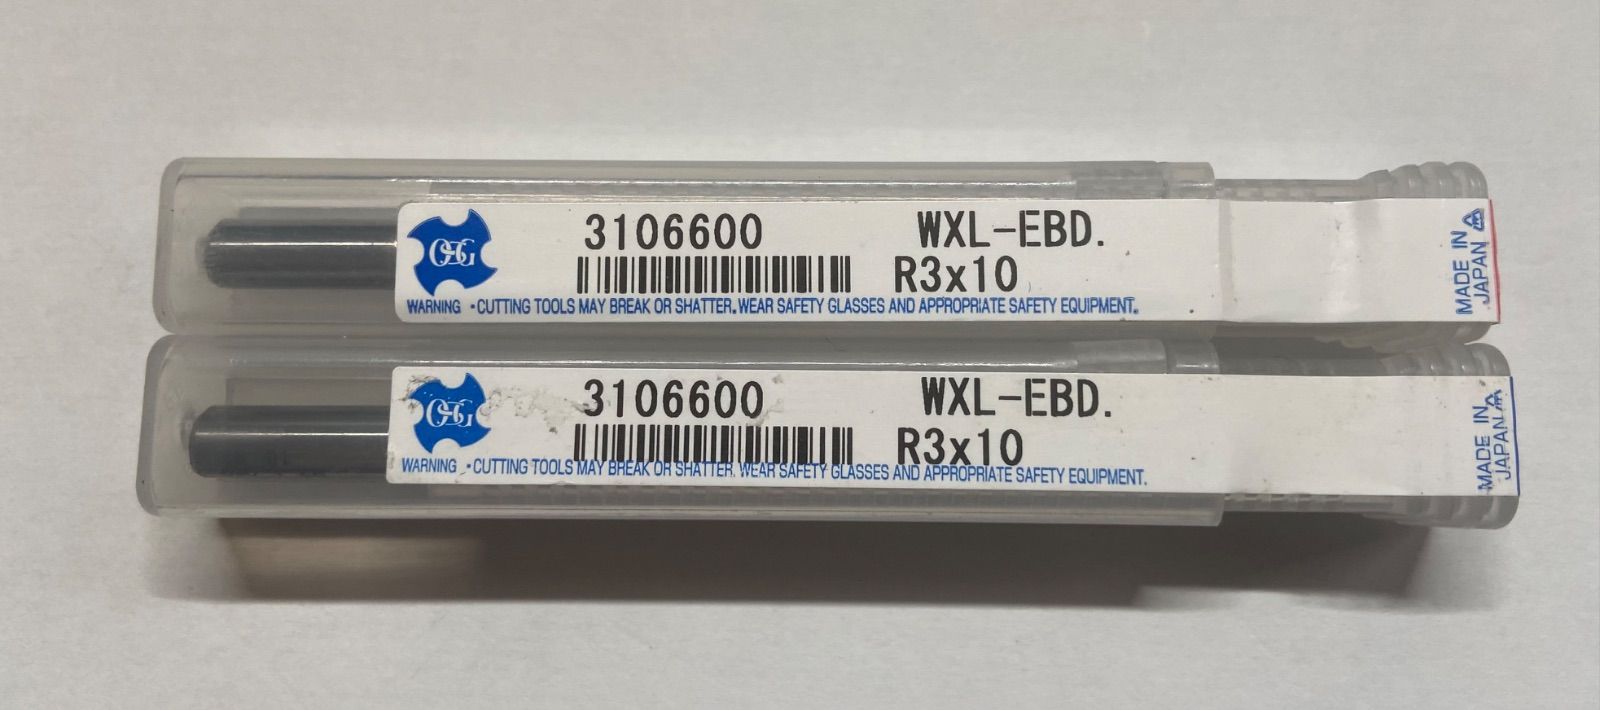 OSG
3106600
WXL-EBD.
R3x10
WARNING •CUTTING TOOLS MAY BREAK OR SHATTER.WEAR SAFETY GLASSES AND APPROPRIATE SAFETY EQUIPMENT.
MADE IN
JAPAN
OSG
3106600
WXL-EBD.
R3x10
WARNING •CUTTING TOOLS MAY BREAK OR SHATTER. WEAR SAFETY GLASSES AND APPROPRIATE SAFETY EQUIPMENT.
MADE IN
JAPAN